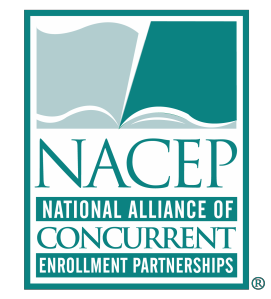 NACEP
NATIONAL ALLIANCE OF
CONCURRENT
ENROLLMENT PARTNERSHIPS
®